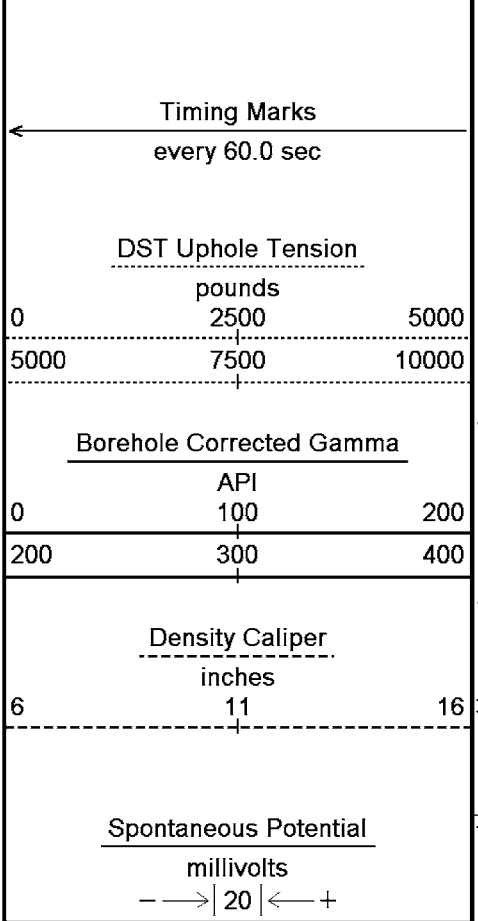 Timing Marks
every 60.0 sec
DST Uphole Tension
pounds
0 2500 5000
5000 7500 10000
Borehole Corrected Gamma
API
0 100 200
200 300 400
Density Caliper
inches
6 11 16
Spontaneous Potential
millivolts
− ⟶|20|⟵ +